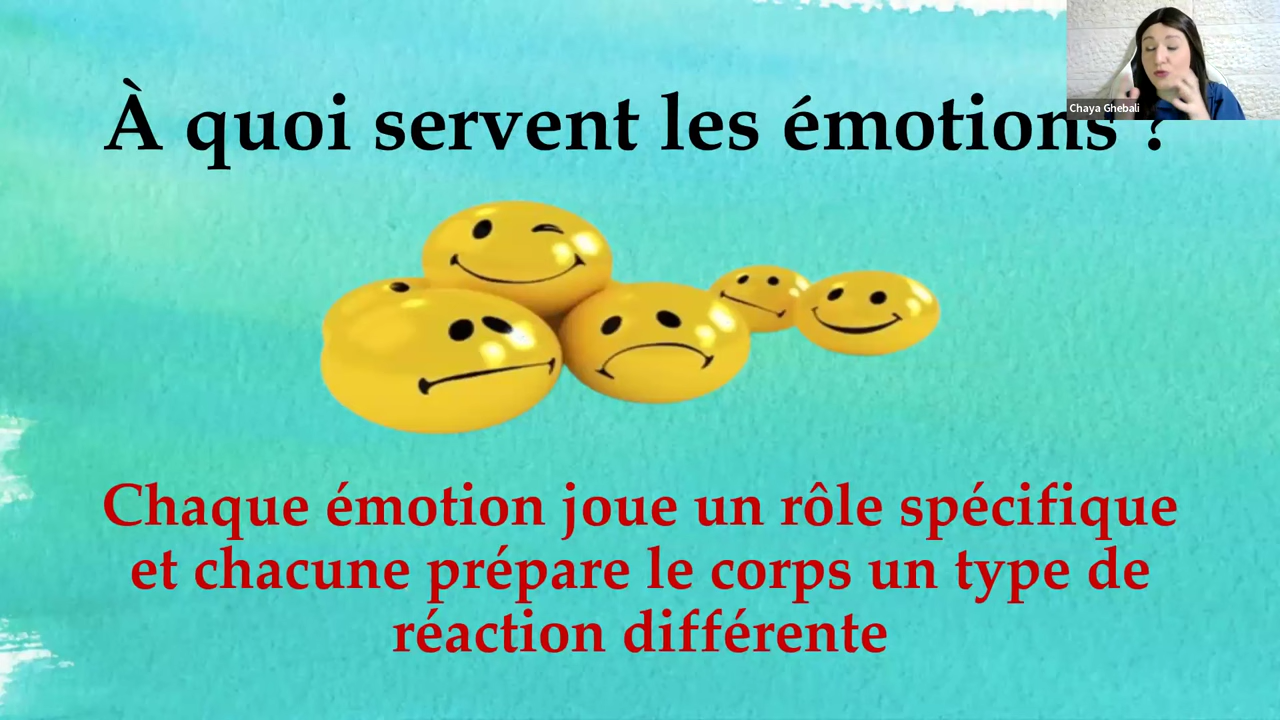 À quoi servent les émotions ?
Chaya Ghebali
Chaque émotion joue un rôle spécifique
et chacune prépare le corps un type de
réaction différente